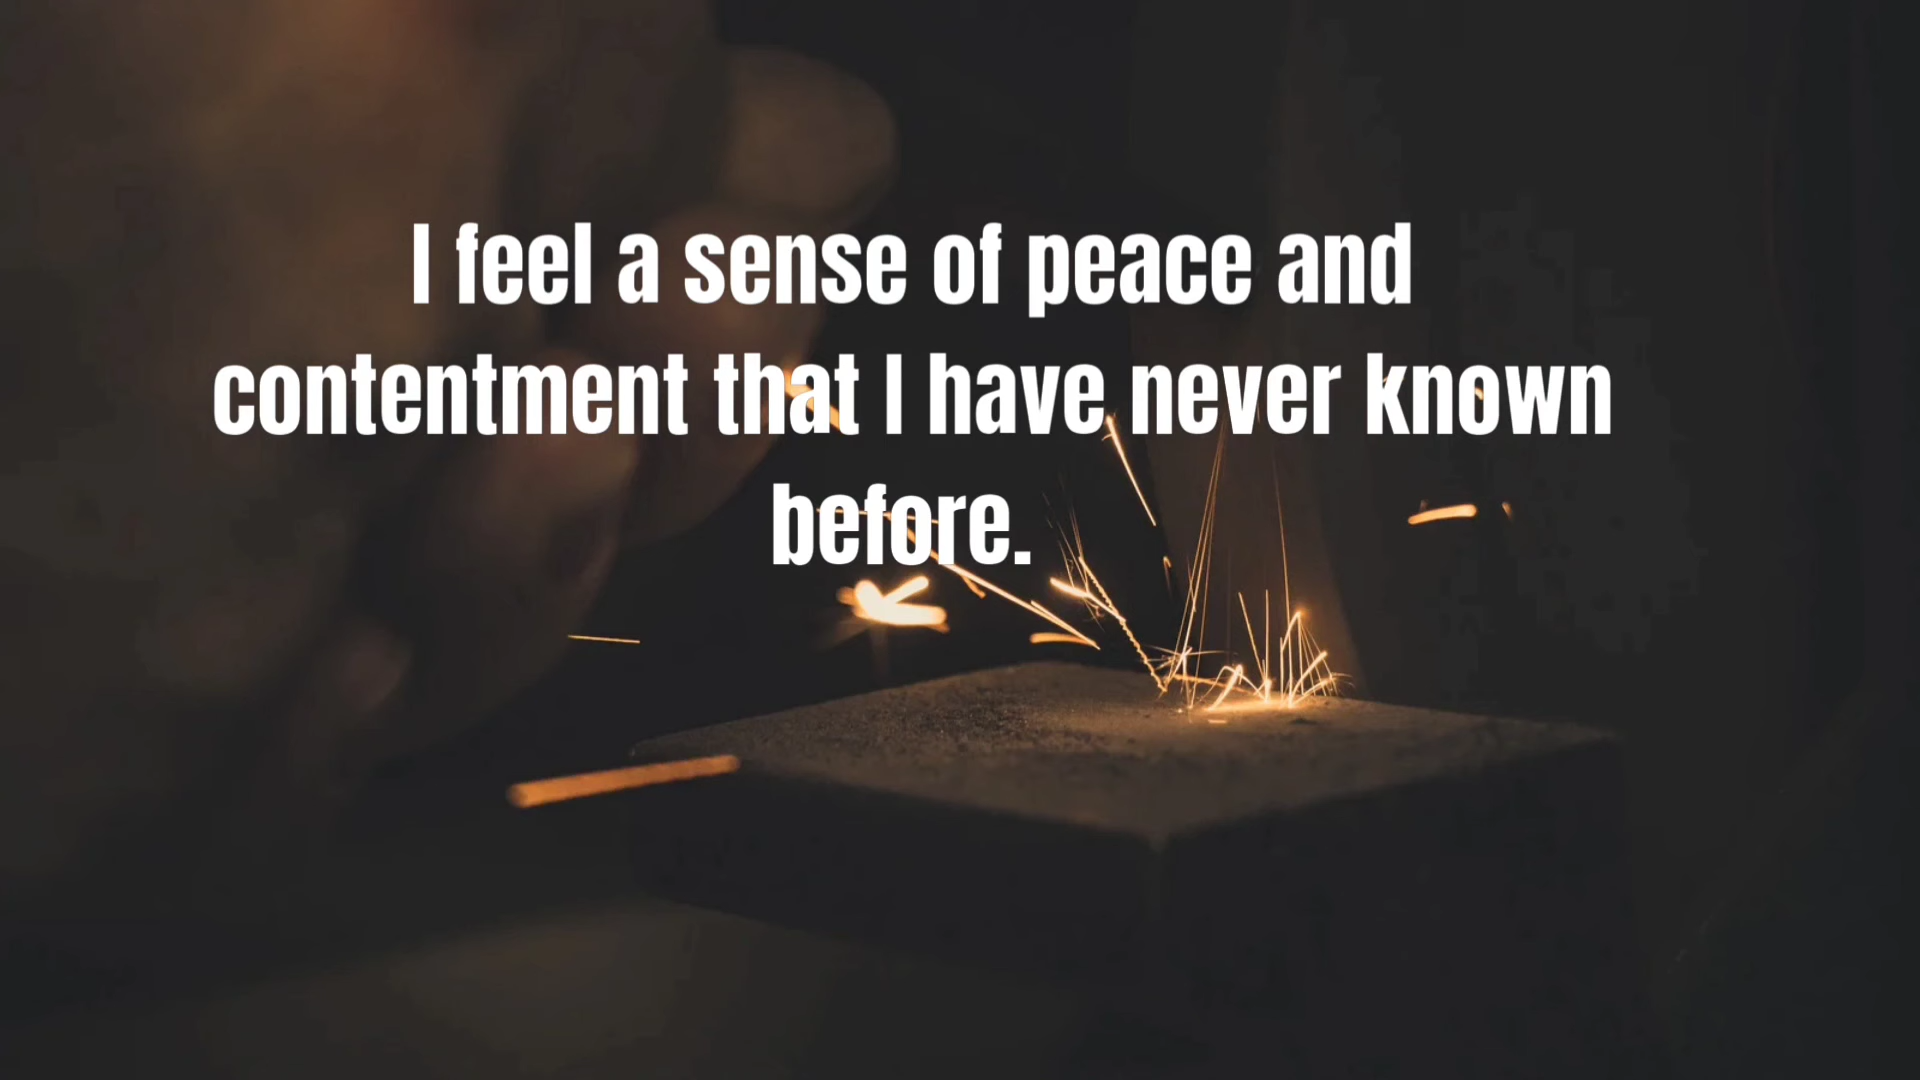 I feel a sense of peace and
contentment that I have never known
before.